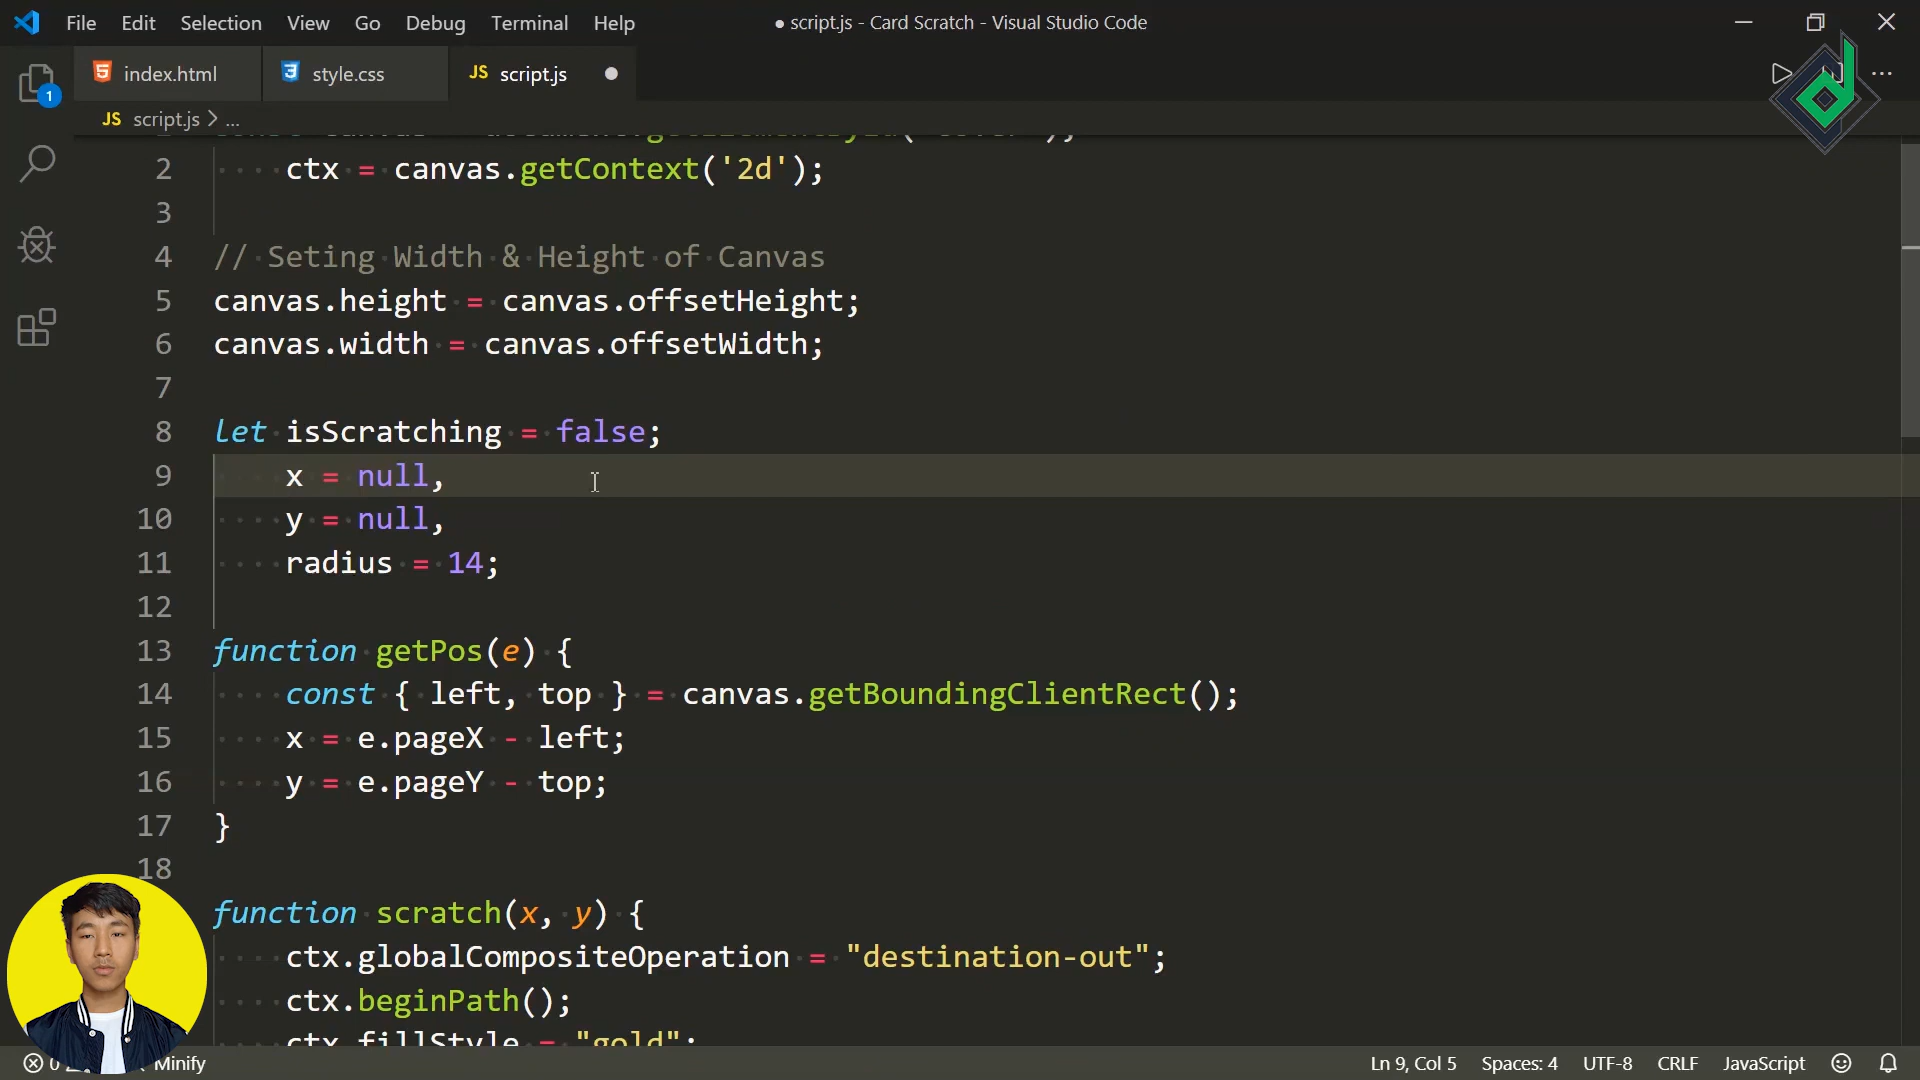 File Edit Selection View Go Debug Terminal Help
● script.js - Card Scratch - Visual Studio Code
index.html style.css JS script.js ●
JS script.js > ...
2 ctx = canvas.getContext('2d');
3
4 // Seting Width & Height of Canvas
5 canvas.height = canvas.offsetHeight;
6 canvas.width = canvas.offsetWidth;
7
8 let isScratching = false;
9 x = null,
10 y = null,
11 radius = 14;
12
13 function getPos(e) {
14 const { left, top } = canvas.getBoundingClientRect();
15 x = e.pageX - left;
16 y = e.pageY - top;
17 }
18
function scratch(x, y) {
ctx.globalCompositeOperation = "destination-out";
ctx.beginPath();
ctx.fillStyle = "gold";
0 Minify Ln 9, Col 5 Spaces: 4 UTF-8 CRLF JavaScript
1